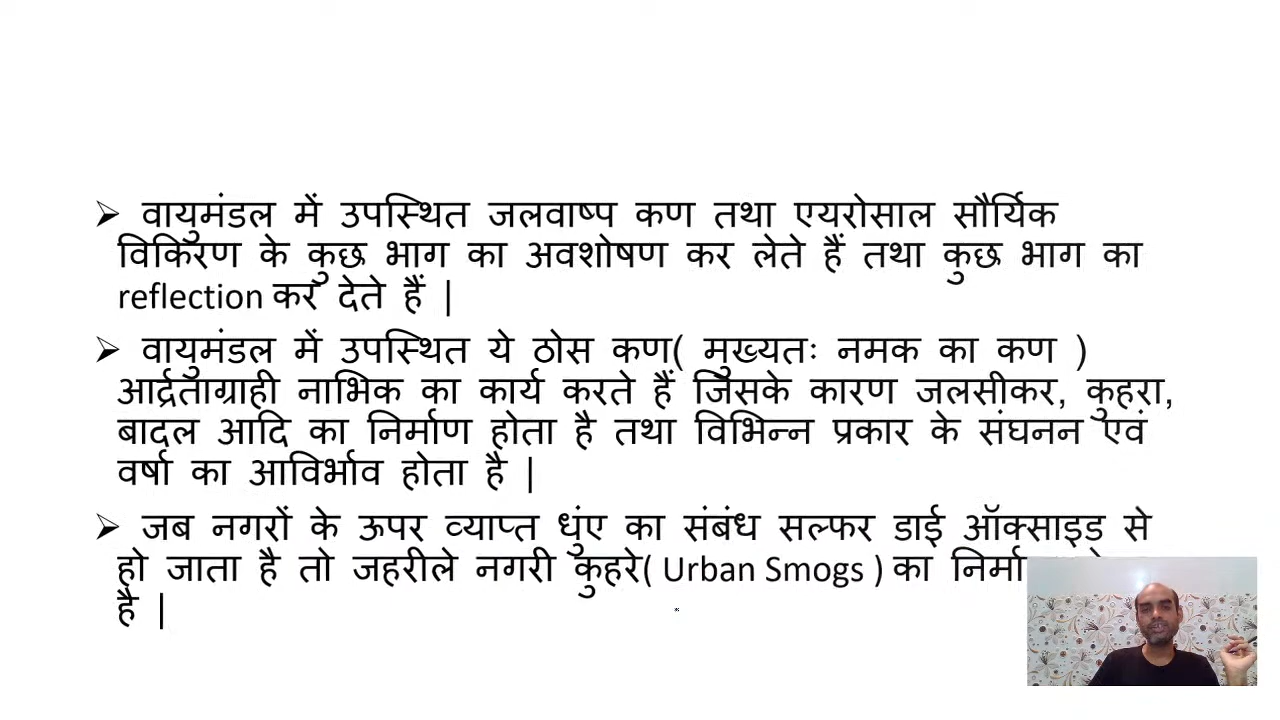 ➢ वायुमंडल में उपस्थित जलवाष्प कण तथा एयरोसाल सौर्यिक
विकिरण के कुछ भाग का अवशोषण कर लेते हैं तथा कुछ भाग का
reflection कर देते हैं |
➢ वायुमंडल में उपस्थित ये ठोस कण( मुख्यतः नमक का कण )
आर्द्रताग्राही नाभिक का कार्य करते हैं जिसके कारण जलसीकर, कुहरा,
बादल आदि का निर्माण होता है तथा विभिन्न प्रकार के संघनन एवं
वर्षा का आविर्भाव होता है |
➢ जब नगरों के ऊपर व्याप्त धुंए का संबंध सल्फर डाई ऑक्साइड से
हो जाता है तो जहरीले नगरी कुहरे( Urban Smogs ) का
है |